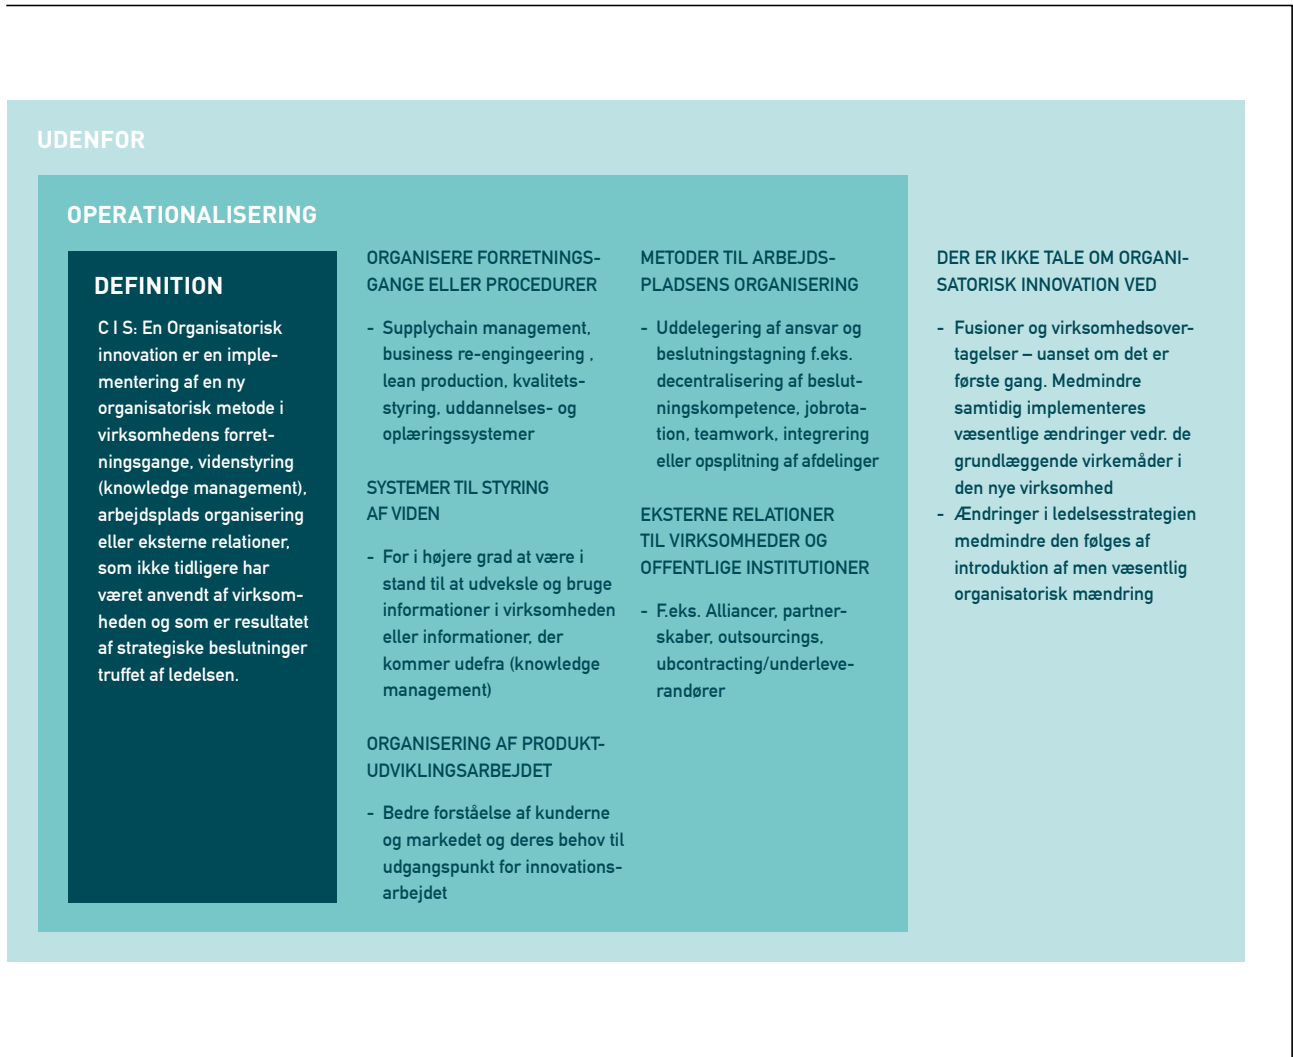 UDENFOR
OPERATIONALISERING
DEFINITION
C I S: En Organisatorisk
innovation er en imple-
mentering af en ny
organisatorisk metode i
virksomhedens forret-
ningsgange, videnstyring
(knowledge management),
arbejdsplads organisering
eller eksterne relationer,
som ikke tidligere har
været anvendt af virksom-
heden og som er resultatet
af strategiske beslutninger
truffet af ledelsen.
ORGANISERE FORRETNINGS-
GANGE ELLER PROCEDURER
- Supplychain management,
business re-engingeering ,
lean production, kvalitets-
styring, uddannelses- og
oplæringssystemer
SYSTEMER TIL STYRING
AF VIDEN
- For i højere grad at være i
stand til at udveksle og bruge
informationer i virksomheden
eller informationer, der
kommer udefra (knowledge
management)
ORGANISERING AF PRODUKT-
UDVIKLINGSARBEJDET
- Bedre forståelse af kunderne
og markedet og deres behov til
udgangspunkt for innovations-
arbejdet
METODER TIL ARBEJDS-
PLADSENS ORGANISERING
- Uddelegering af ansvar og
beslutningstagning f.eks.
decentralisering af beslut-
ningskompetence, jobrota-
tion, teamwork, integrering
eller opsplitning af afdelinger
EKSTERNE RELATIONER
TIL VIRKSOMHEDER OG
OFFENTLIGE INSTITUTIONER
- F.eks. Alliancer, partner-
skaber, outsourcings,
ubcontracting/underleve-
randører
DER ER IKKE TALE OM ORGANI-
SATORISK INNOVATION VED
- Fusioner og virksomhedsover-
tagelser – uanset om det er
første gang. Medmindre
samtidig implementeres
væsentlige ændringer vedr. de
grundlæggende virkemåder i
den nye virksomhed
- Ændringer i ledelsesstrategien
medmindre den følges af
introduktion af men væsentlig
organisatorisk mændring